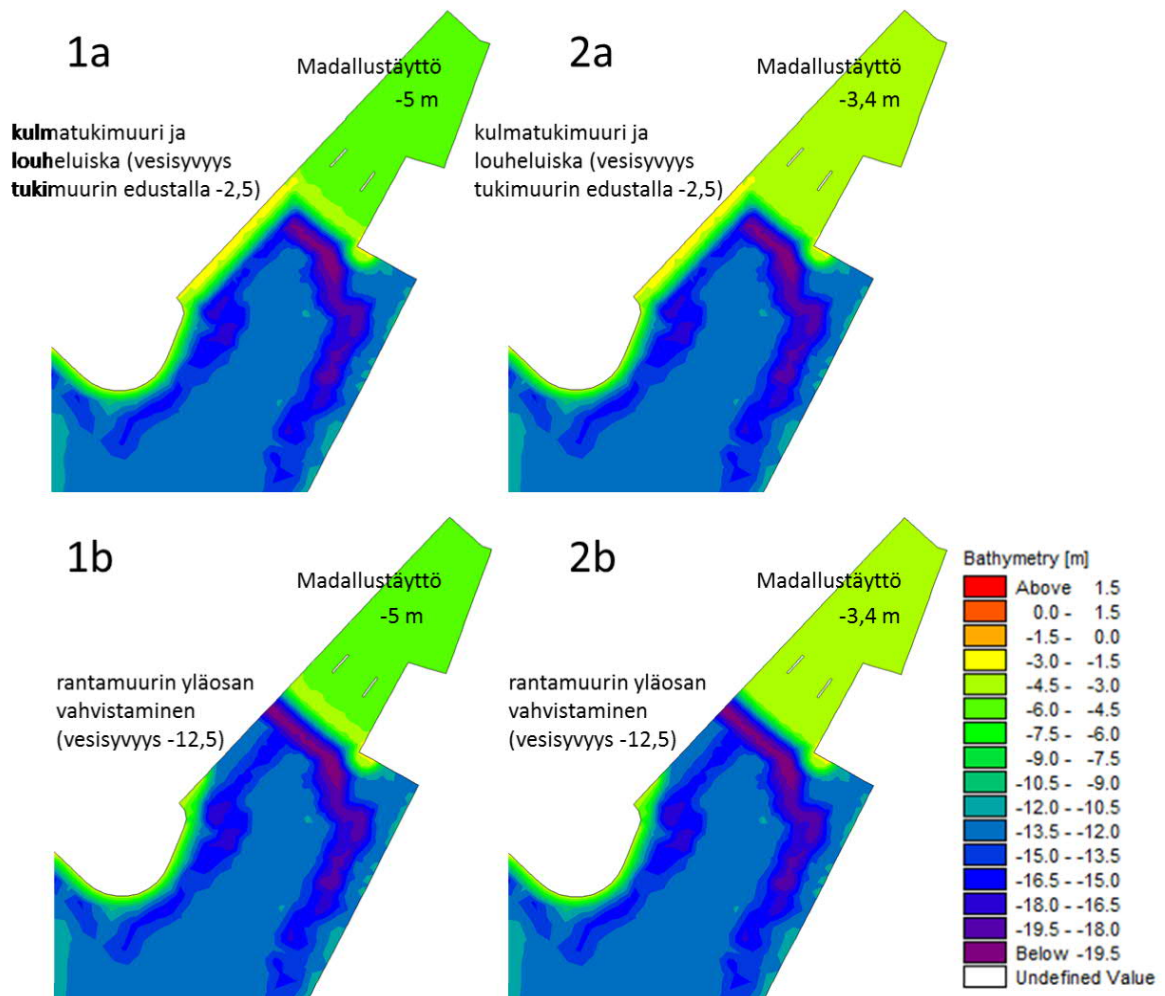 1a
Madallustäyttö
-5 m
kulmatukimuuri ja
louheluiska (vesisyvyys
tukimuurin edustalla -2,5)
2a
Madallustäyttö
-3,4 m
kulmatukimuuri ja
louheluiska (vesisyvyys
tukimuurin edustalla -2,5)
1b
Madallustäyttö
-5 m
rantamuurin yläosan
vahvistaminen
(vesisyvyys -12,5)
2b
Madallustäyttö
-3,4 m
rantamuurin yläosan
vahvistaminen
(vesisyvyys -12,5)
Bathymetry [m]
Above 1.5
0.0 - 1.5
-1.5 - 0.0
-3.0 - -1.5
-4.5 - -3.0
-6.0 - -4.5
-7.5 - -6.0
-9.0 - -7.5
-10.5 - -9.0
-12.0 - -10.5
-13.5 - -12.0
-15.0 - -13.5
-16.5 - -15.0
-18.0 - -16.5
-19.5 - -18.0
Below -19.5
Undefined Value